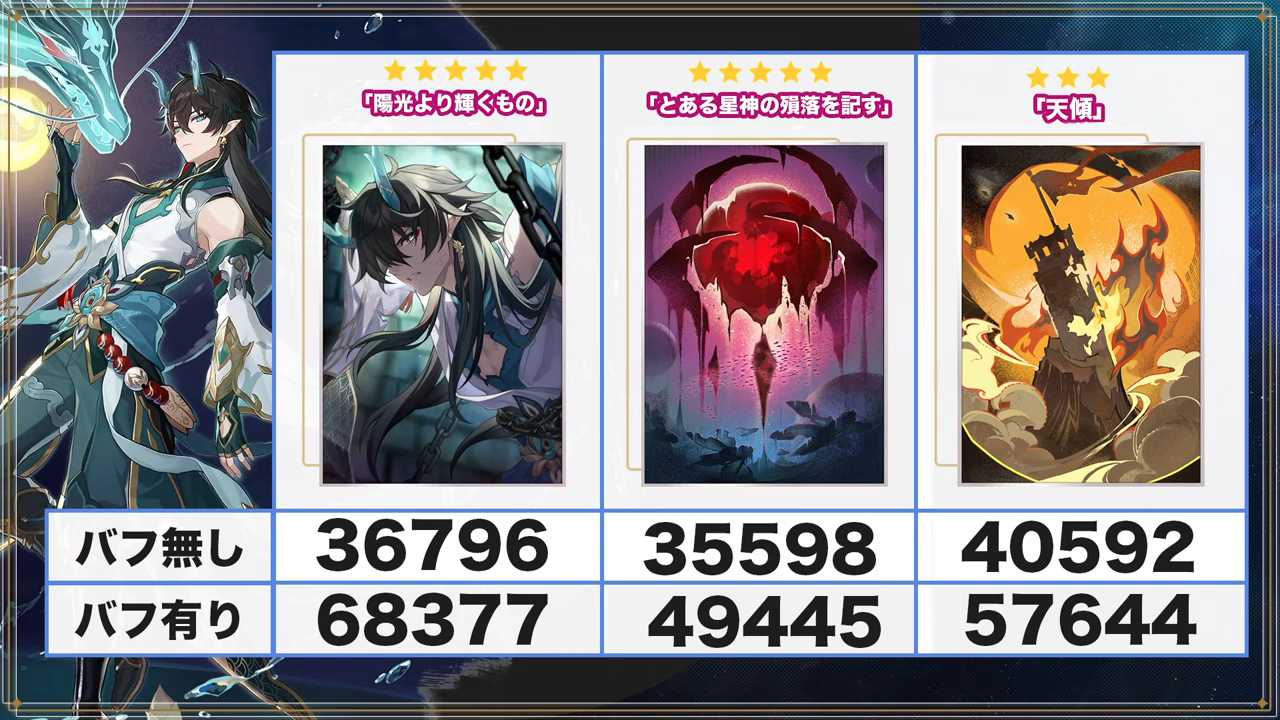 「陽光より輝くもの」
「とある星神の殞落を記す」
「天傾」
バフ無し 36796 35598 40592
バフ有り 68377 49445 57644